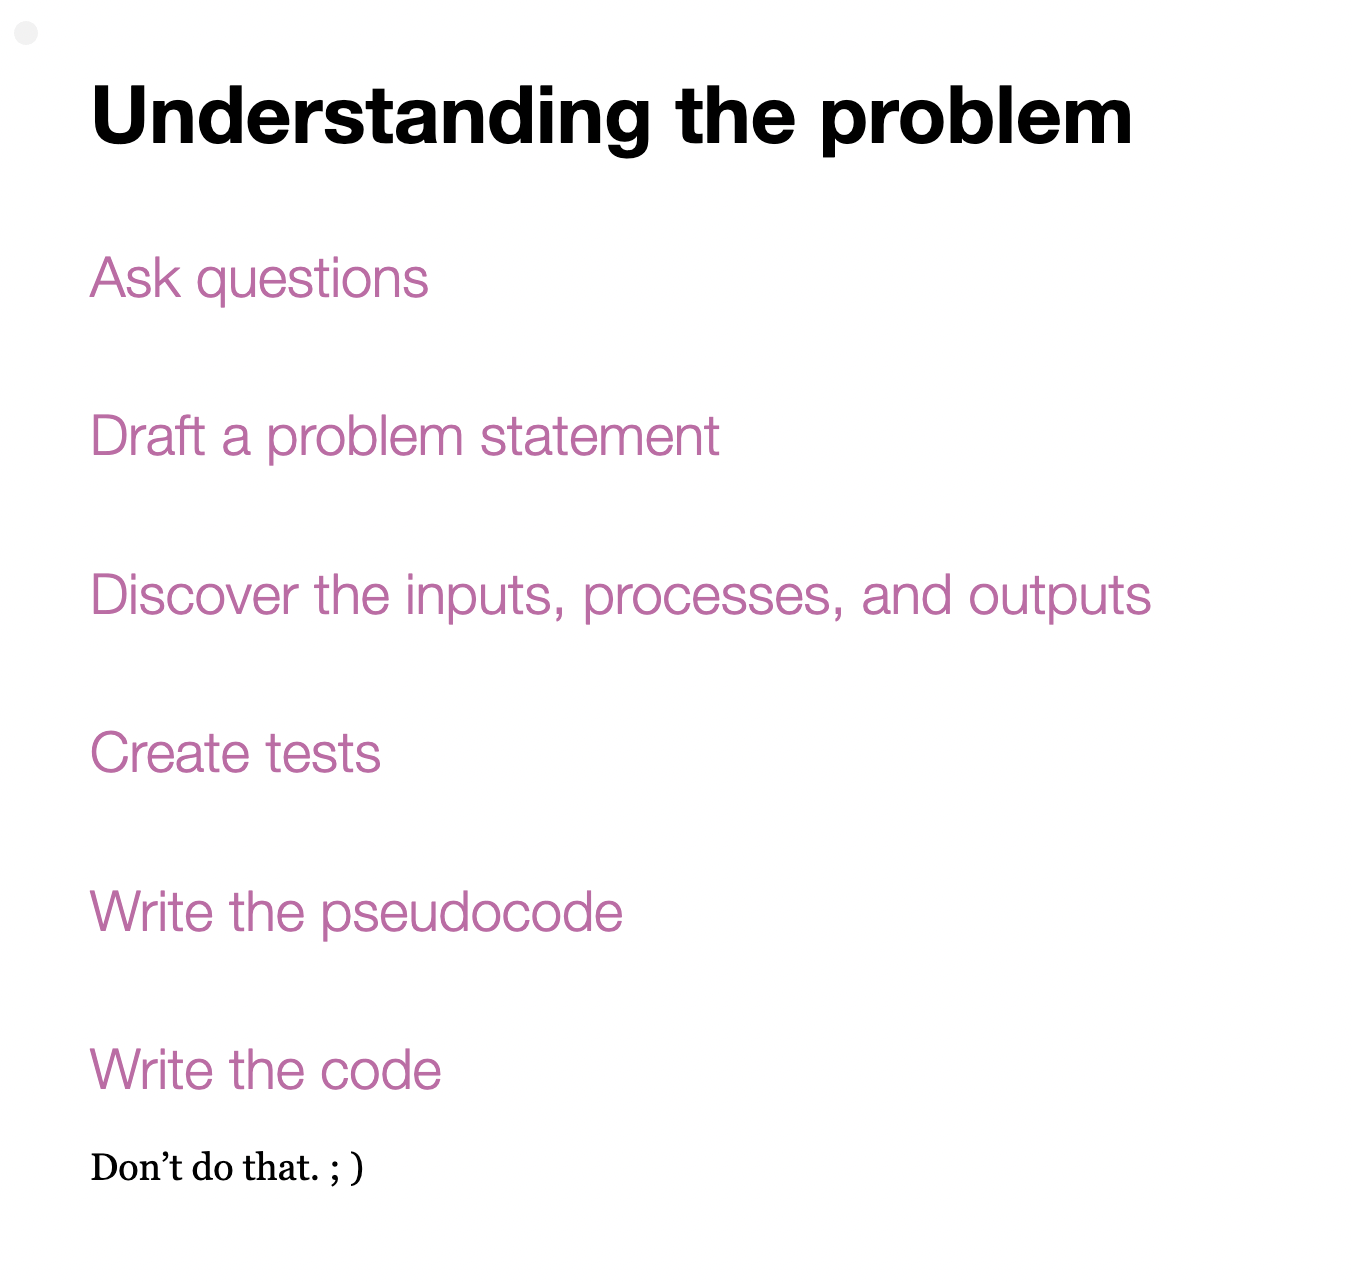 Understanding the problem
Ask questions
Draft a problem statement
Discover the inputs, processes, and outputs
Create tests
Write the pseudocode
Write the code
Don’t do that. ; )